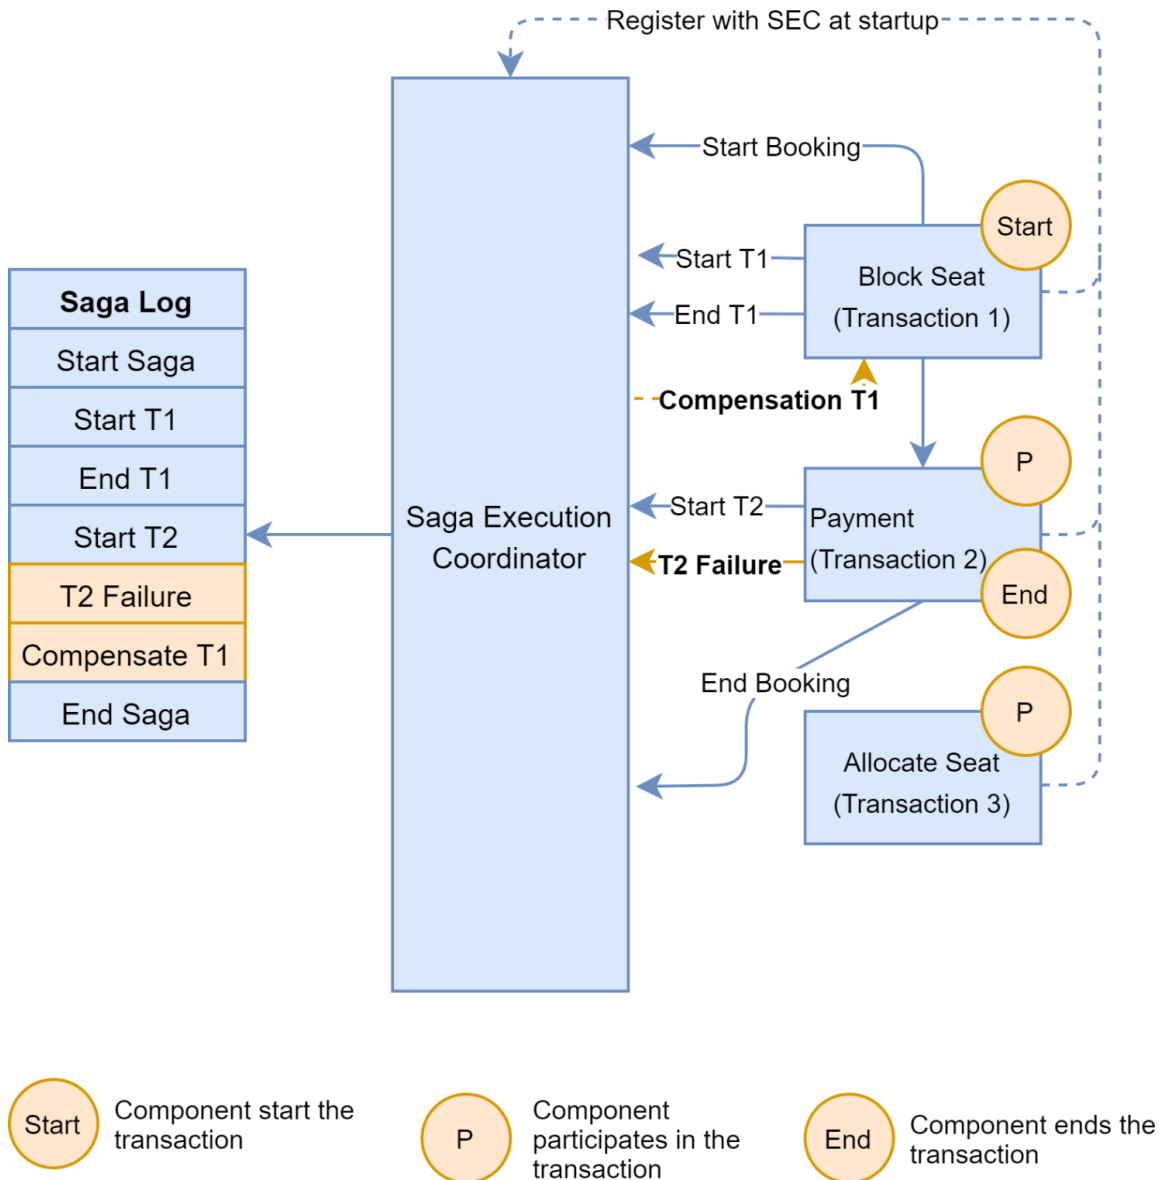 Register with SEC at startup
Start Booking
Start
Start T1
Block Seat
(Transaction 1)
End T1
Compensation T1
P
Start T2
Payment
(Transaction 2)
T2 Failure
End
End Booking
P
Allocate Seat
(Transaction 3)
Saga Execution
Coordinator
Saga Log
Start Saga
Start T1
End T1
Start T2
T2 Failure
Compensate T1
End Saga
Start
Component start the
transaction
P
Component
participates in the
transaction
End
Component ends the
transaction